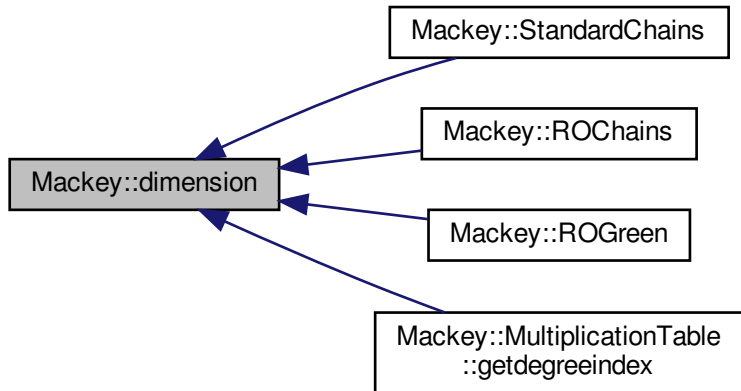 Mackey::StandardChains
Mackey::ROChains
Mackey::dimension
Mackey::ROGreen
Mackey::MultiplicationTable
::getdegreeindex